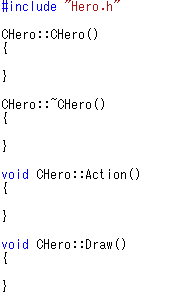 #include "Hero.h"
CHero::CHero()
{
}
CHero::~CHero()
{
}
void CHero::Action()
{
}
void CHero::Draw()
{
}